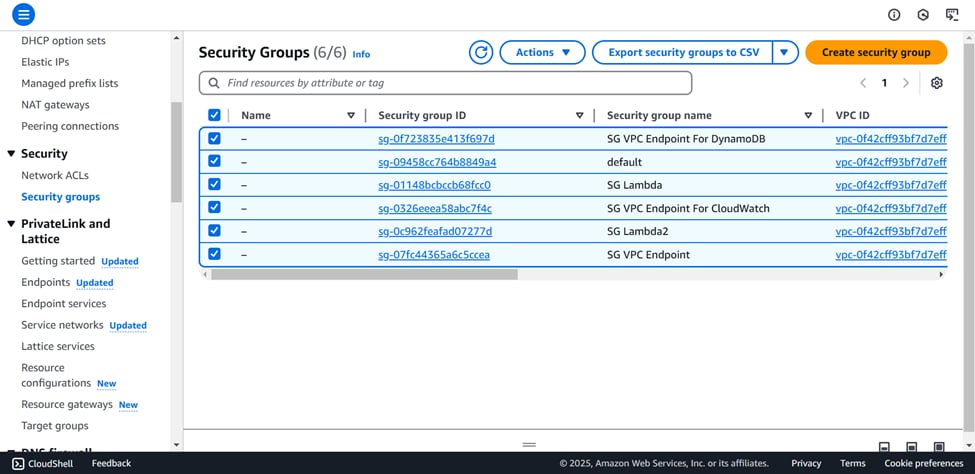 DHCP option sets
Elastic IPs
Managed prefix lists
NAT gateways
Peering connections
Security
Network ACLs
Security groups
PrivateLink and
Lattice
Getting started Updated
Endpoints Updated
Endpoint services
Service networks Updated
Lattice services
Resource
configurations New
Resource gateways New
Target groups
DNS firewall
Security Groups (6/6) Info
Actions
Export security groups to CSV
Create security group
Find resources by attribute or tag
1
Name Security group ID Security group name VPC ID
– sg-0f723835e413f697d SG VPC Endpoint For DynamoDB vpc-0f42cff93bf7d7eff
– sg-09458cc764b8849a4 default vpc-0f42cff93bf7d7eff
– sg-01148bcbccb68fcc0 SG Lambda vpc-0f42cff93bf7d7eff
– sg-0326eeea58abc7f4c SG VPC Endpoint For CloudWatch vpc-0f42cff93bf7d7eff
– sg-0c962feafad07277d SG Lambda2 vpc-0f42cff93bf7d7eff
– sg-07fc44365a6c5ccea SG VPC Endpoint vpc-0f42cff93bf7d7eff
CloudShell Feedback © 2025, Amazon Web Services, Inc. or its affiliates. Privacy Terms Cookie preferences